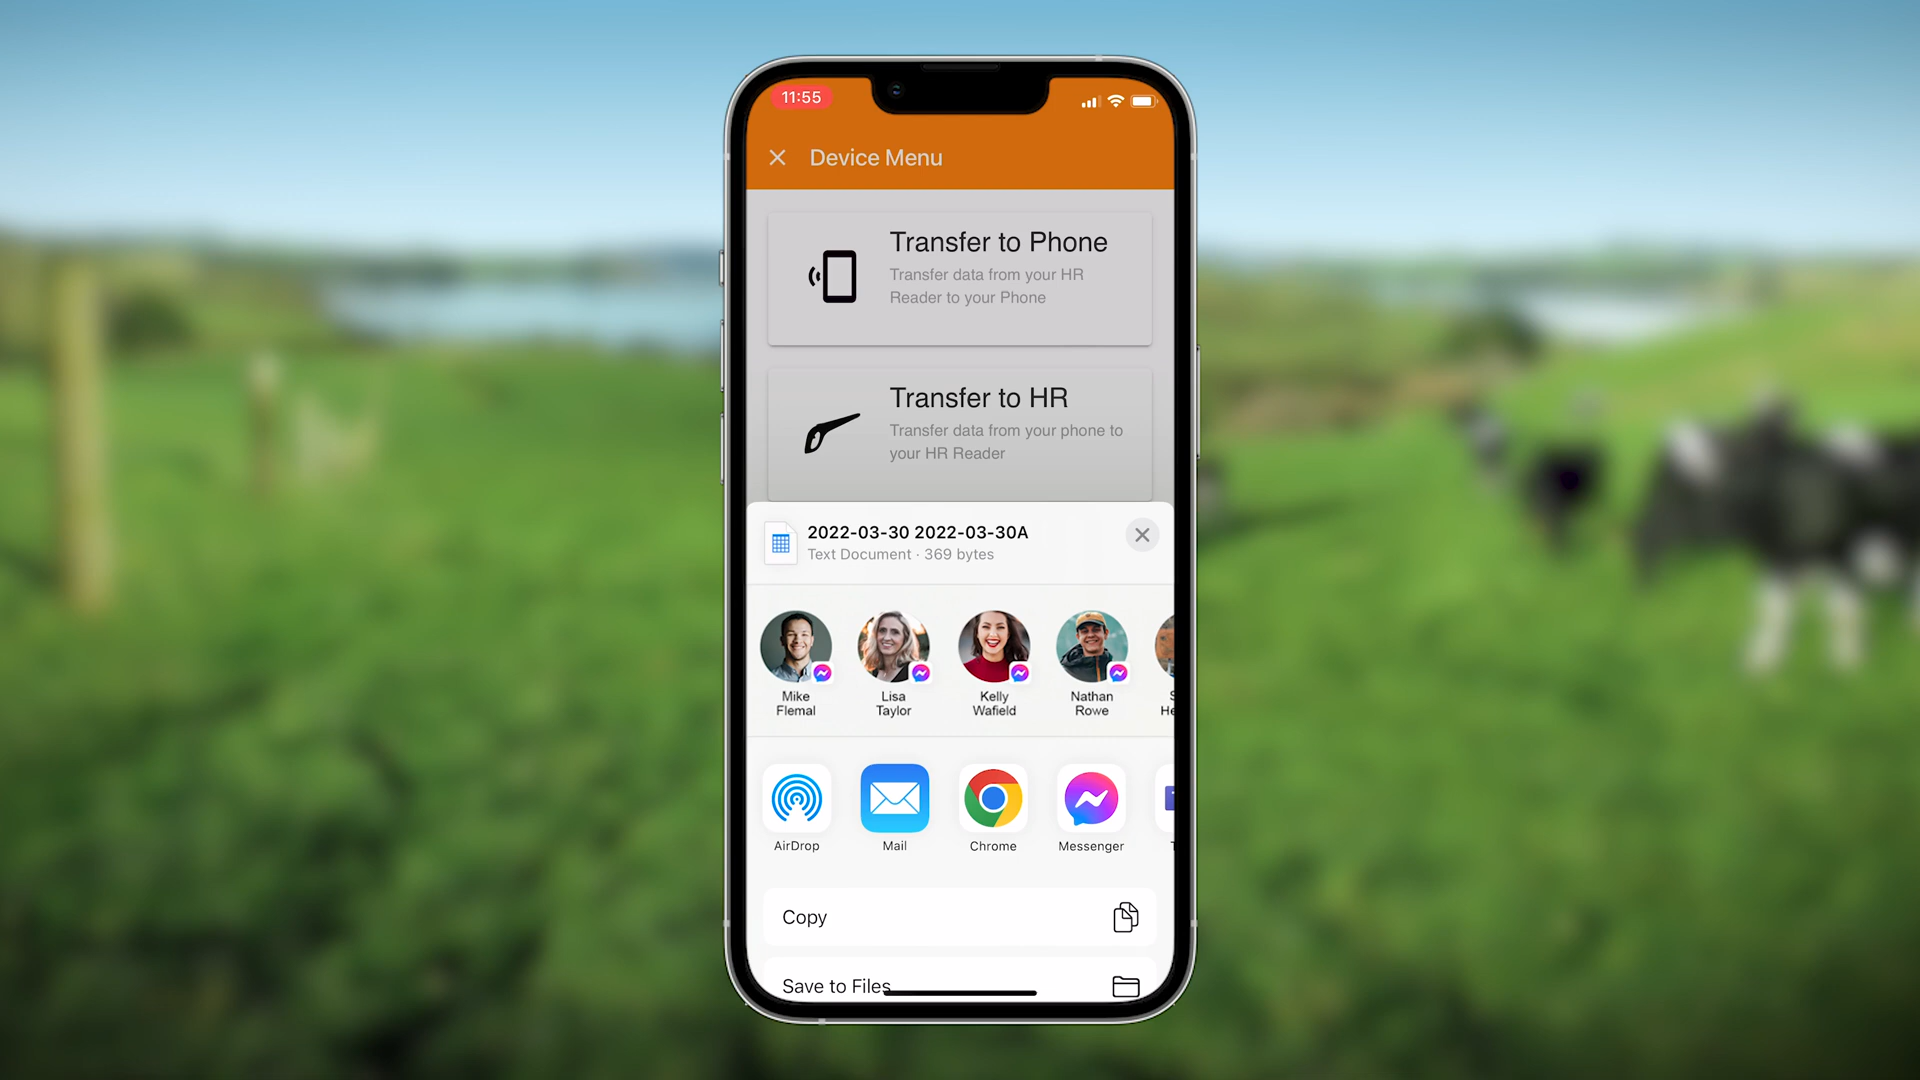 11:55
Device Menu
Transfer to Phone
Transfer data from your HR
Reader to your Phone
Transfer to HR
Transfer data from your phone to
your HR Reader
2022-03-30 2022-03-30A
Text Document · 369 bytes
Mike
Flemal
Lisa
Taylor
Kelly
Wafield
Nathan
Rowe
AirDrop
Mail
Chrome
Messenger
Copy
Save to Files